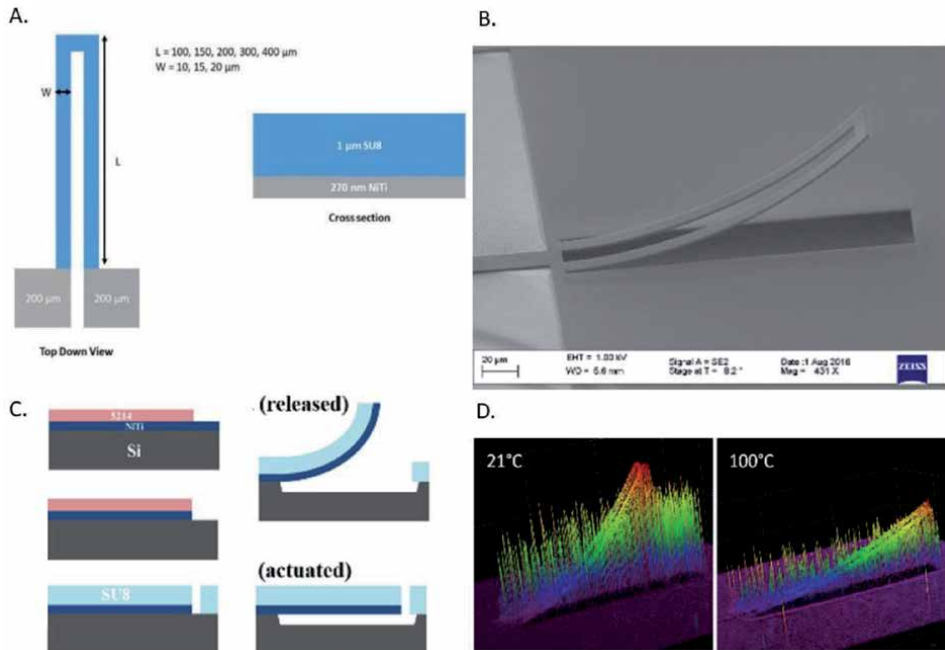 A.
L = 100, 150, 200, 300, 400 µm
W = 10, 15, 20 µm
W
L
1 µm SU8
270 nm NiTi
Cross section
200 µm
200 µm
Top Down View
B.
20 µm
EHT = 1.00 kV
WD = 5.6 mm
Signal A = SE2
Stage at T = 8.2 °
Date :1 Aug 2016
Mag = 431 X
ZEISS
C.
5214
NiTi
Si
SU8
(released)
(actuated)
D.
21°C
100°C